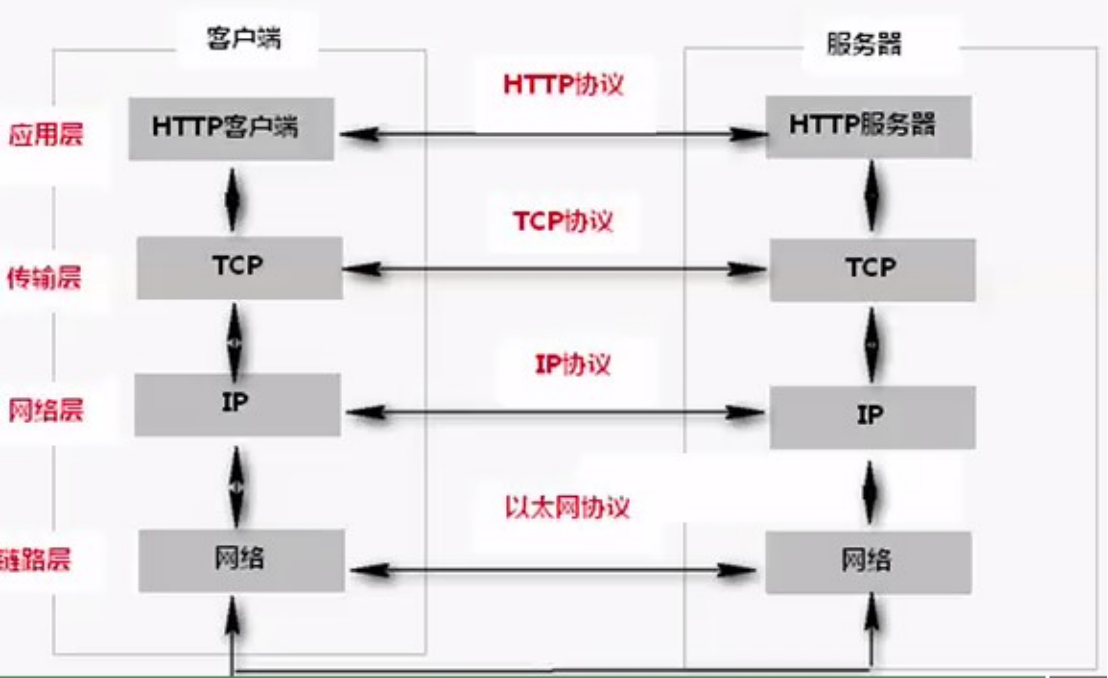 客户端
服务器
HTTP协议
应用层
HTTP客户端
HTTP服务器
TCP协议
传输层
TCP
TCP
IP协议
网络层
IP
IP
以太网协议
链路层
网络
网络